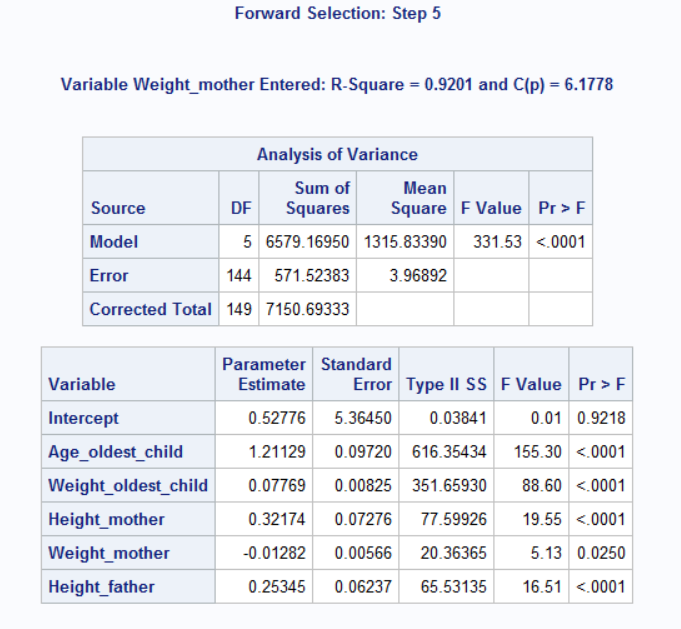 Forward Selection: Step 5
Variable Weight_mother Entered: R-Square = 0.9201 and C(p) = 6.1778
Analysis of Variance
Source DF Sum of Squares Mean Square F Value Pr > F
Model 5 6579.16950 1315.83390 331.53 <.0001
Error 144 571.52383 3.96892
Corrected Total 149 7150.69333
Variable Parameter Estimate Standard Error Type II SS F Value Pr > F
Intercept 0.52776 5.36450 0.03841 0.01 0.9218
Age_oldest_child 1.21129 0.09720 616.35434 155.30 <.0001
Weight_oldest_child 0.07769 0.00825 351.65930 88.60 <.0001
Height_mother 0.32174 0.07276 77.59926 19.55 <.0001
Weight_mother -0.01282 0.00566 20.36365 5.13 0.0250
Height_father 0.25345 0.06237 65.53135 16.51 <.0001